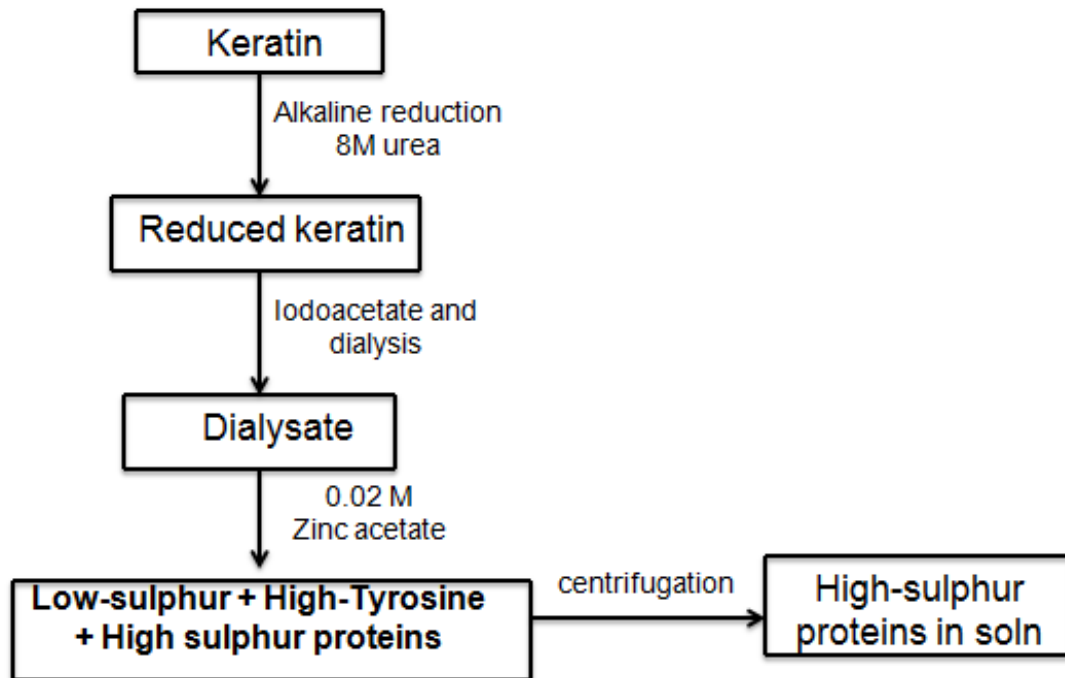 Keratin
Alkaline reduction
8M urea
Reduced keratin
Iodoacetate and
dialysis
Dialysate
0.02 M
Zinc acetate
Low-sulphur + High-Tyrosine
+ High sulphur proteins
centrifugation
High-sulphur
proteins in soln